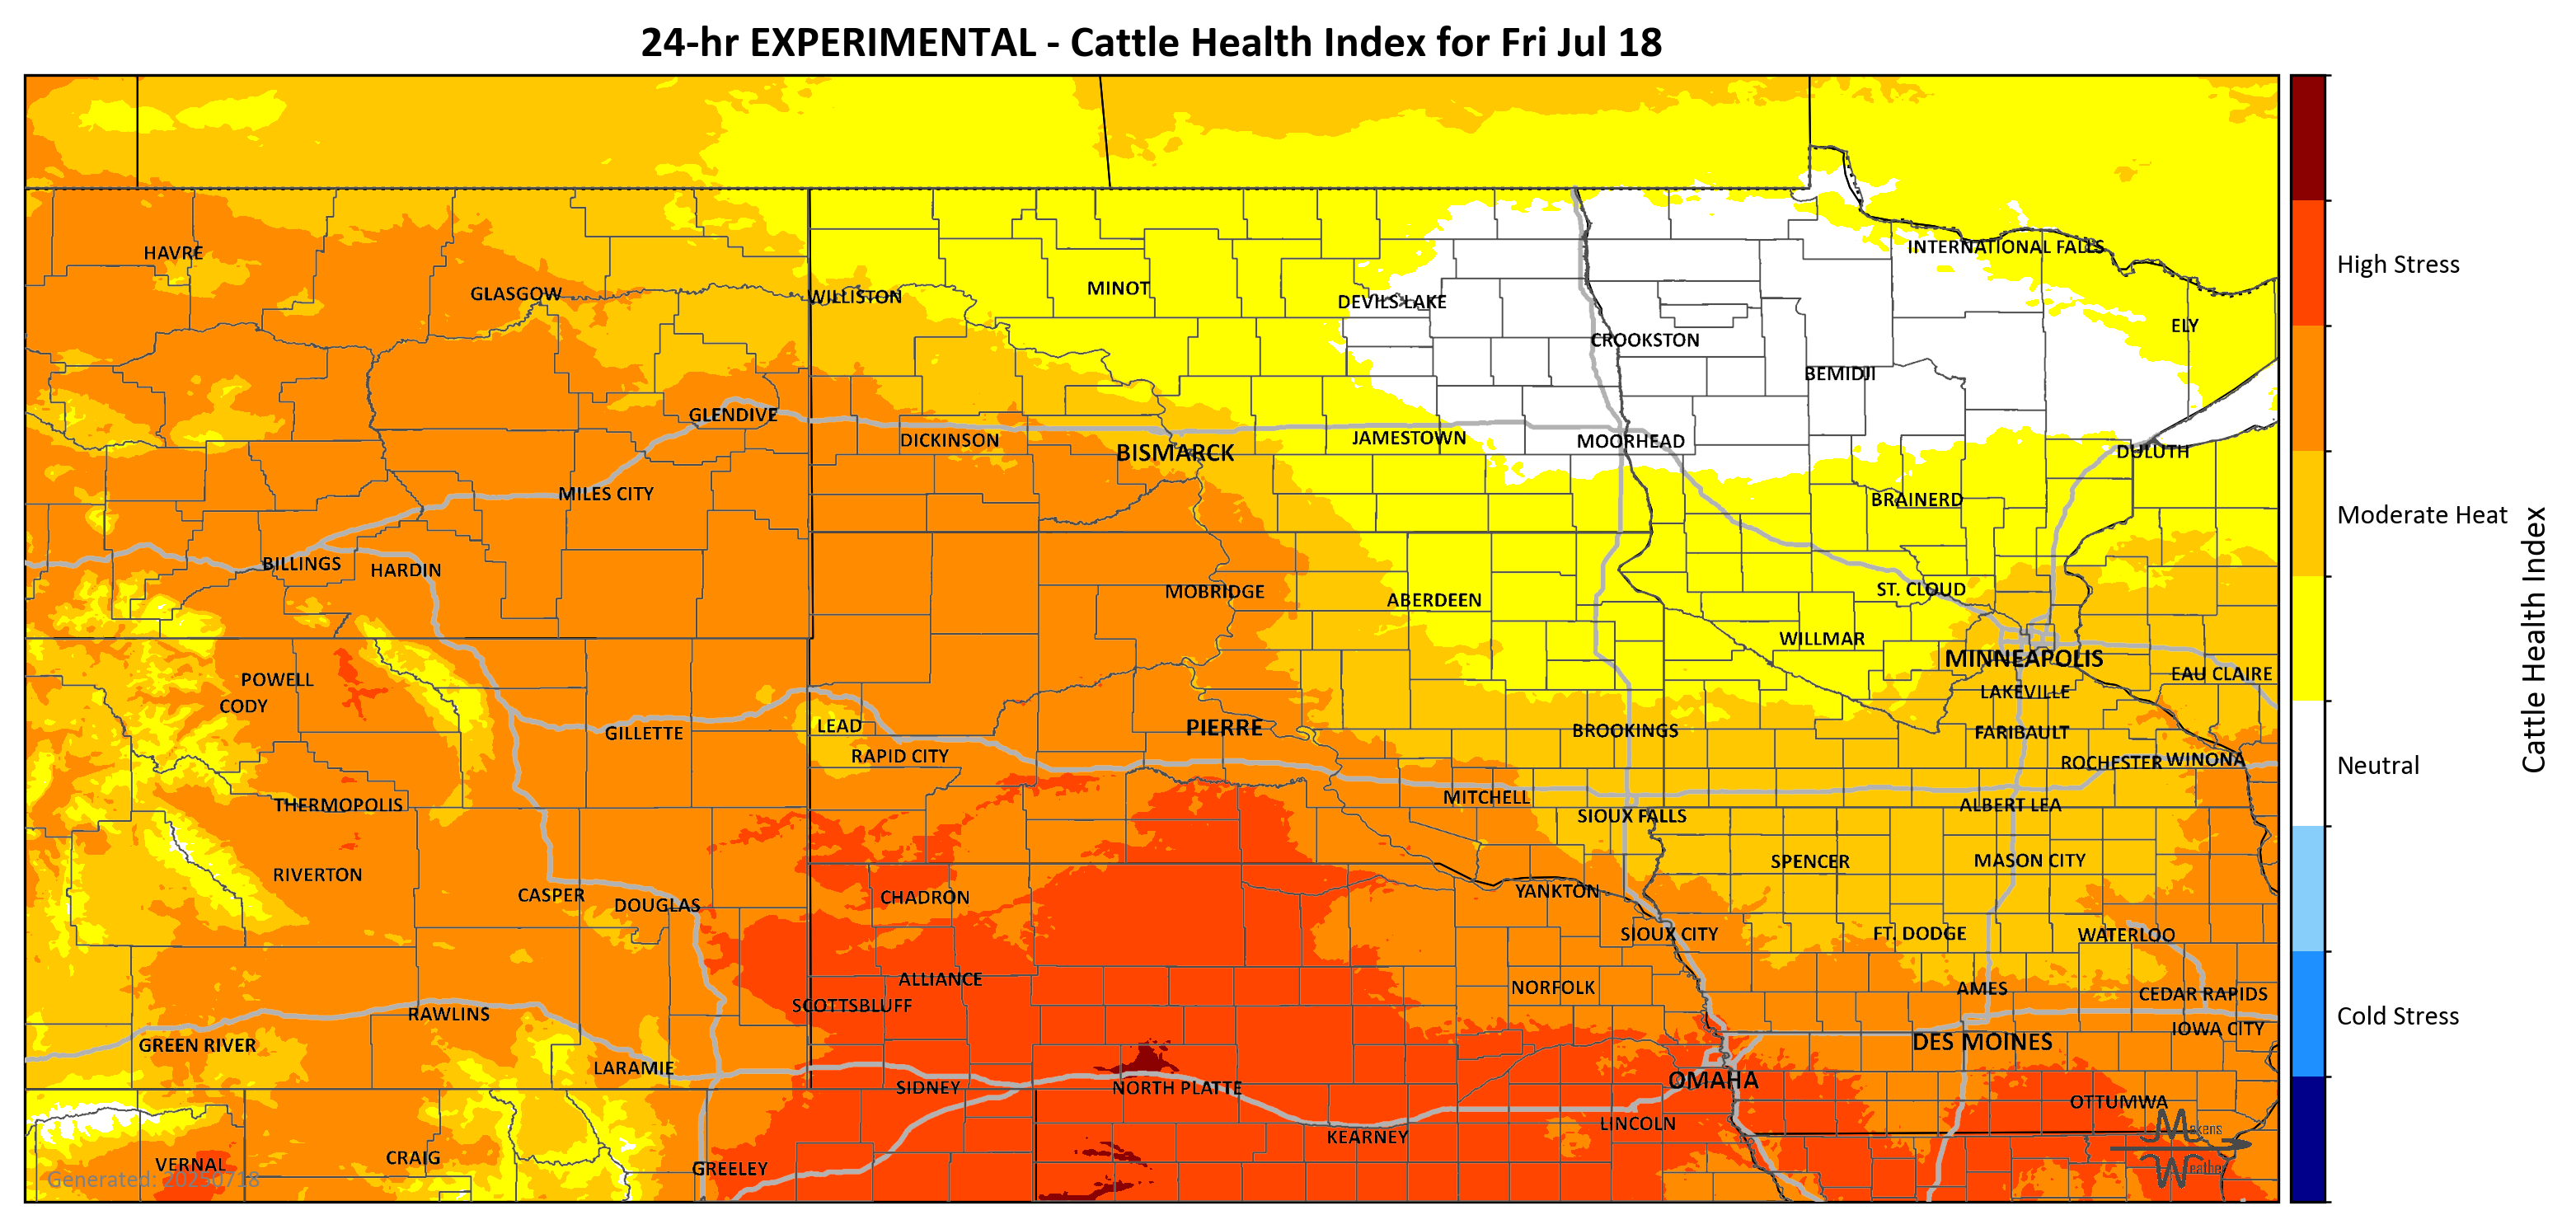 24-hr EXPERIMENTAL - Cattle Health Index for Fri Jul 18
HAVRE
GLASGOW
WILLISTON
MINOT
DEVILS LAKE
CROOKSTON
BEMIDJI
INTERNATIONAL FALLS
ELY
GLENDIVE
DICKINSON
BISMARCK
JAMESTOWN
MOORHEAD
DULUTH
MILES CITY
BRAINERD
BILLINGS
HARDIN
MOBRIDGE
ABERDEEN
ST. CLOUD
WILLMAR
MINNEAPOLIS
EAU CLAIRE
POWELL
CODY
LAKEVILLE
GILLETTE
LEAD
RAPID CITY
PIERRE
BROOKINGS
FARIBAULT
ROCHESTER
WINONA
THERMOPOLIS
MITCHELL
SIOUX FALLS
ALBERT LEA
RIVERTON
CASPER
DOUGLAS
CHADRON
YANKTON
SPENCER
MASON CITY
SIOUX CITY
FT. DODGE
WATERLOO
ALLIANCE
SCOTTSBLUFF
NORFOLK
AMES
CEDAR RAPIDS
RAWLINS
GREEN RIVER
LARAMIE
SIDNEY
NORTH PLATTE
OMAHA
DES MOINES
IOWA CITY
OTTUMWA
LINCOLN
KEARNEY
VERNAL
CRAIG
GREELEY
Generated: 20250718
Makens
Weather
High Stress
Moderate Heat
Neutral
Cold Stress
Cattle Health Index